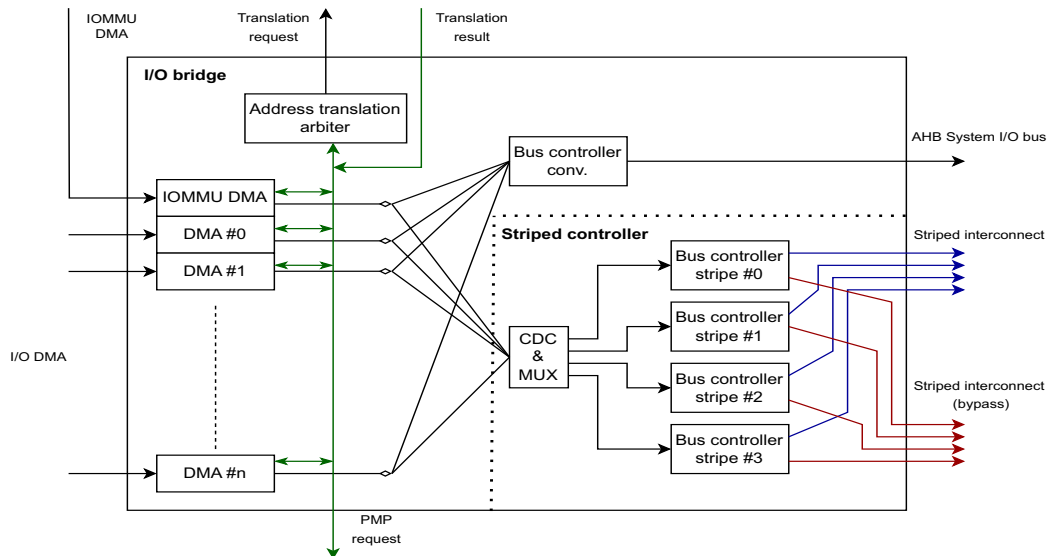 IOMMU
DMA
Translation
request
Translation
result
I/O bridge
Address translation
arbiter
Bus controller
conv.
AHB System I/O bus
IOMMU DMA
DMA #0
DMA #1
Striped controller
Striped interconnect
Bus controller
stripe #0
Bus controller
stripe #1
CDC
&
MUX
I/O DMA
Bus controller
stripe #2
Striped interconnect
(bypass)
Bus controller
stripe #3
DMA #n
PMP
request